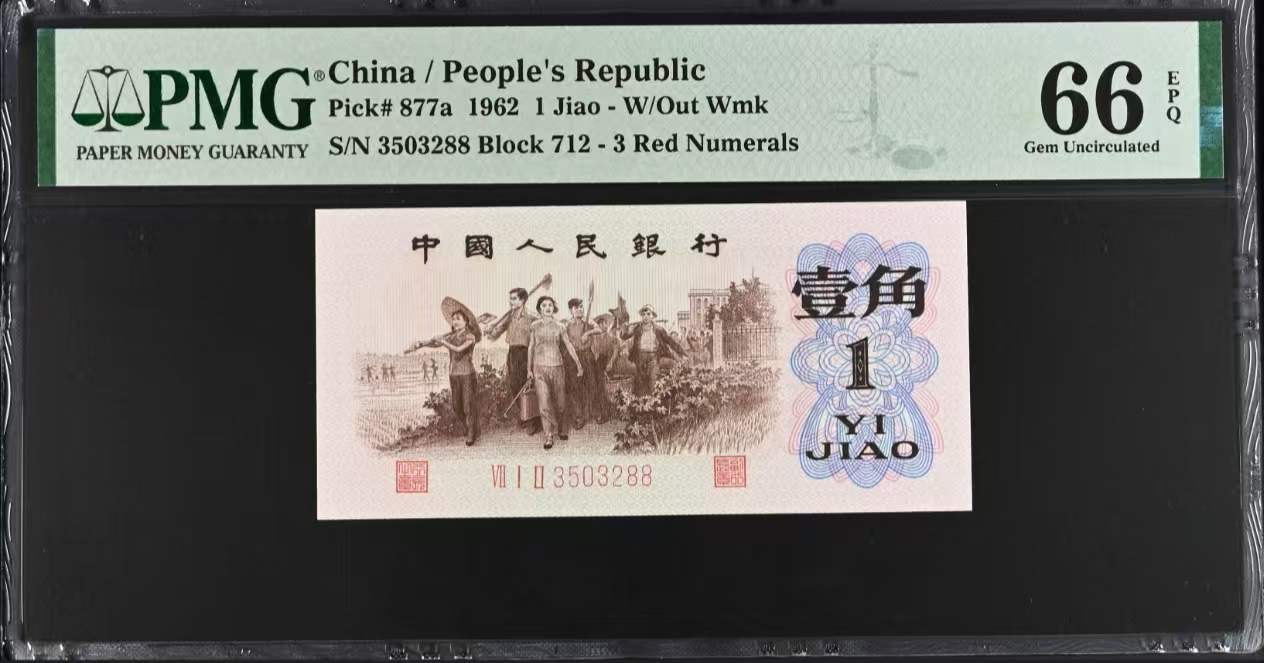 PMG®
PAPER MONEY GUARANTY
China / People's Republic
Pick# 877a 1962 1 Jiao - W/Out Wmk
S/N 3503288 Block 712 - 3 Red Numerals
66
EPQ
Gem Uncirculated
中國人民銀行
壹角
1
YI
JIAO
VII I II 3503288